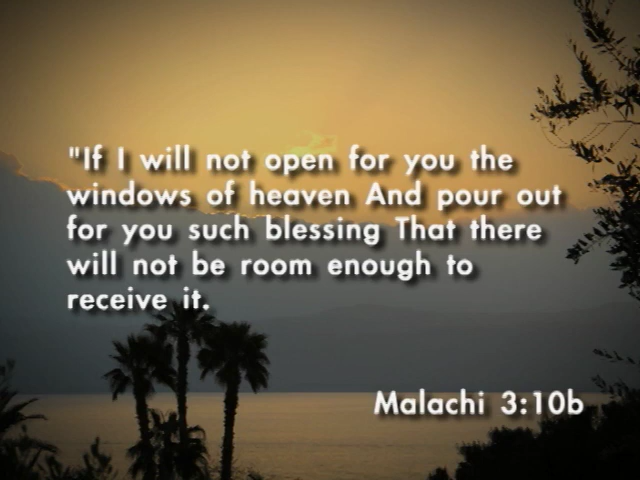 "If I will not open for you the
windows of heaven And pour out
for you such blessing That there
will not be room enough to
receive it.
Malachi 3:10b